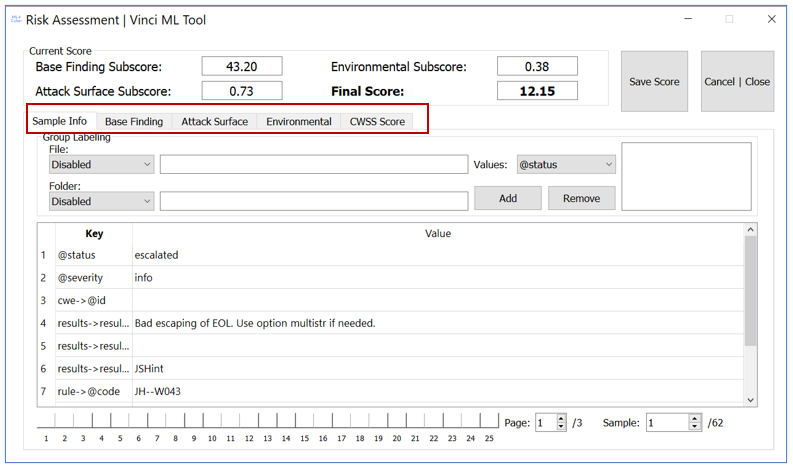 Risk Assessment | Vinci ML Tool
Current Score
Base Finding Subscore: 43.20 Environmental Subscore: 0.38
Attack Surface Subscore: 0.73 Final Score: 12.15
Save Score
Cancel | Close
Sample Info Base Finding Attack Surface Environmental CWSS Score
Group Labeling
File:
Disabled Values: @status
Folder:
Disabled Add Remove
Key Value
1 @status escalated
2 @severity info
3 cwe->@id
4 results->resul... Bad escaping of EOL. Use option multistr if needed.
5 results->resul...
6 results->resul... JSHint
7 rule->@code JH--W043
Page: 1 /3 Sample: 1 /62
1 2 3 4 5 6 7 8 9 10 11 12 13 14 15 16 17 18 19 20 21 22 23 24 25